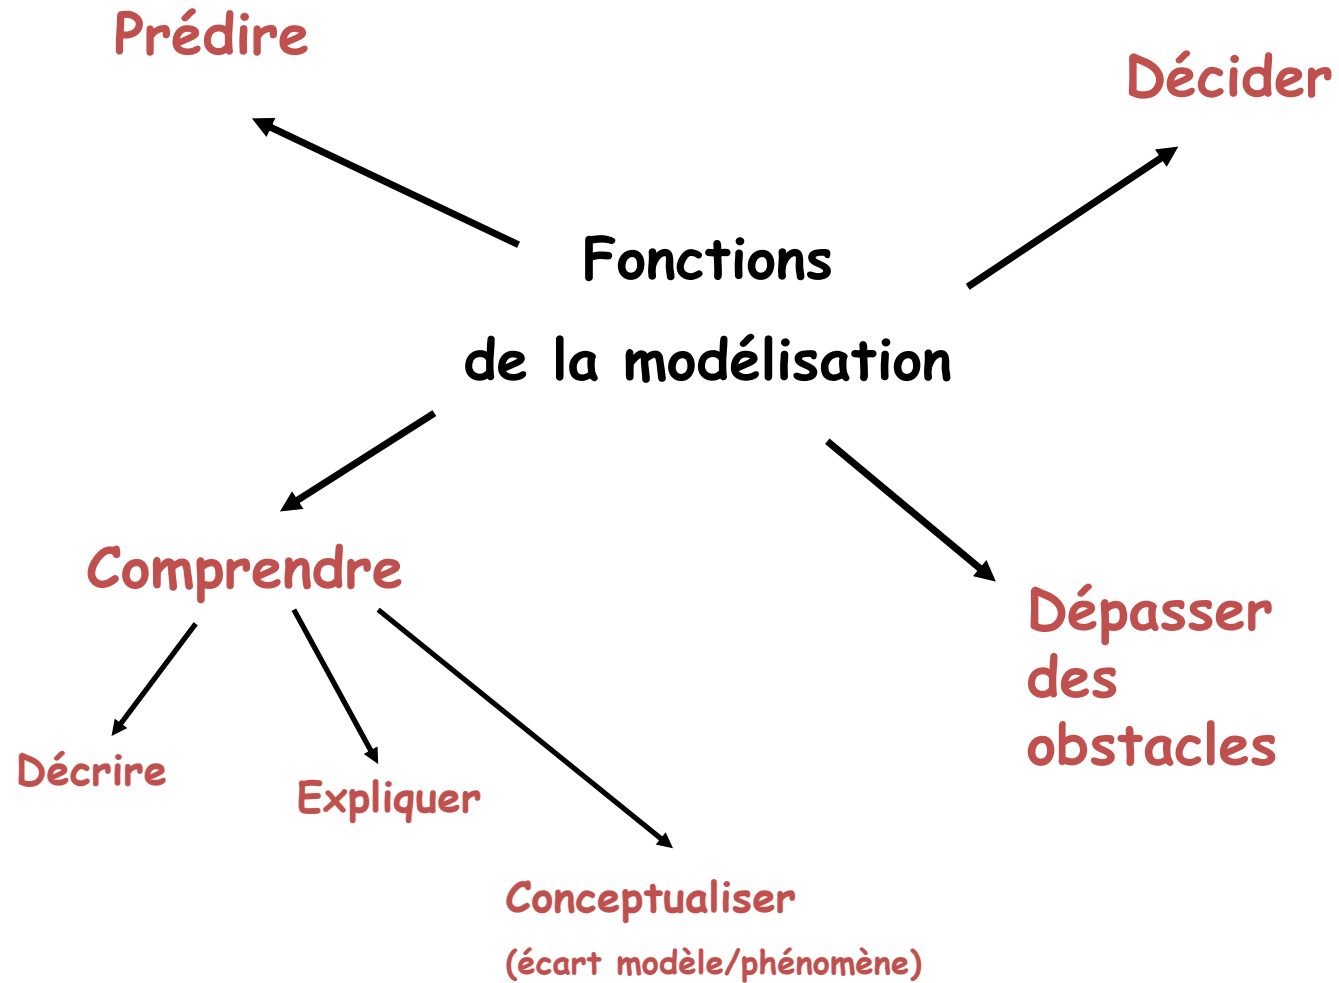 Prédire
Décider
Fonctions
de la modélisation
Comprendre
Dépasser
des
obstacles
Décrire
Expliquer
Conceptualiser
(écart modèle/phénomène)